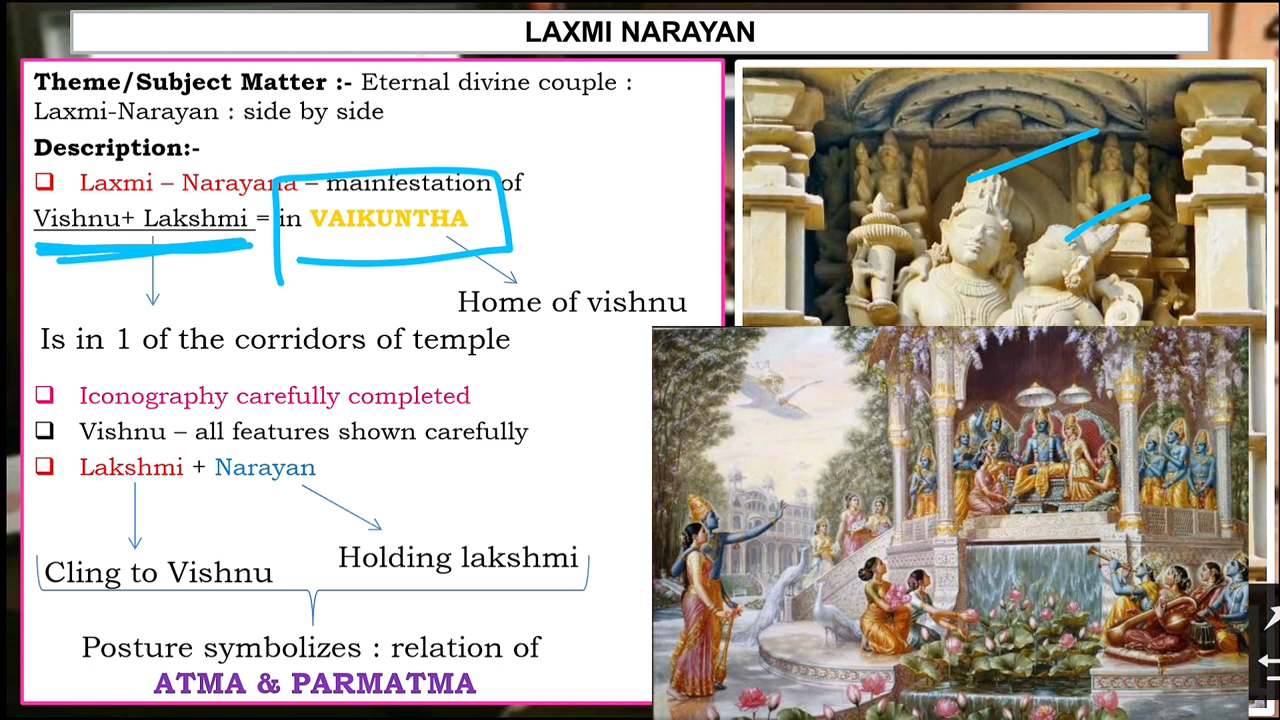 LAXMI NARAYAN
Theme/Subject Matter :- Eternal divine couple :
Laxmi-Narayan : side by side
Description:-
Laxmi – Narayana – mainfestation of
Vishnu+ Lakshmi = in VAIKUNTHA
Home of vishnu
Is in 1 of the corridors of temple
Iconography carefully completed
Vishnu – all features shown carefully
Lakshmi + Narayan
Cling to Vishnu
Holding lakshmi
Posture symbolizes : relation of
ATMA & PARMATMA